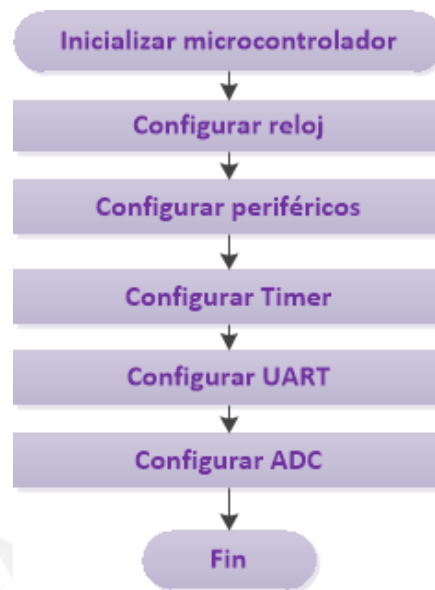 Inicializar microcontrolador
Configurar reloj
Configurar periféricos
Configurar Timer
Configurar UART
Configurar ADC
Fin